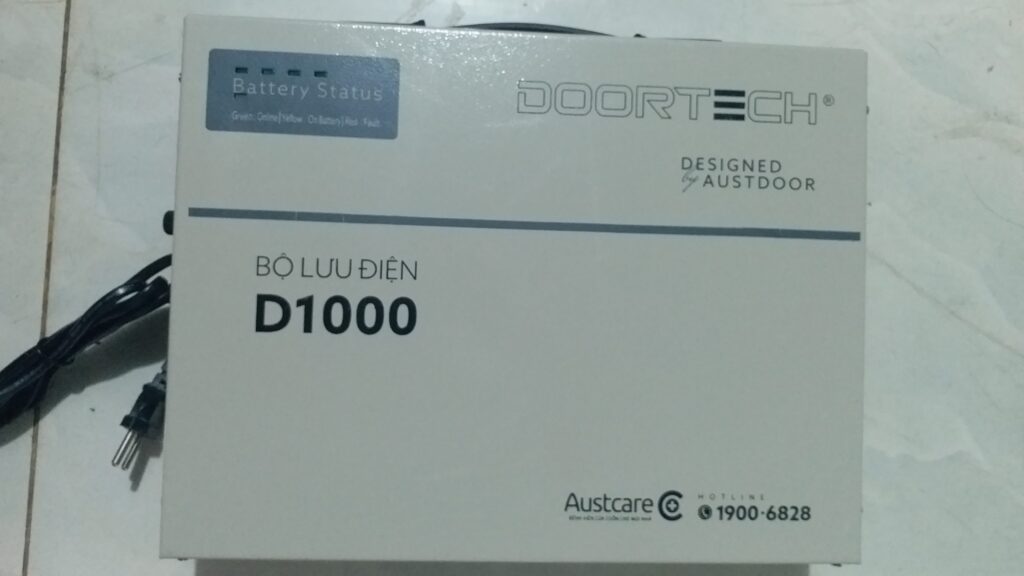 Battery Status
Green: Online|Yellow: On Battery|Red: Fault
DOORTECH®
DESIGNED
by AUSTDOOR
BỘ LƯU ĐIỆN
D1000
Austcare
HOTLINE
1900·6828